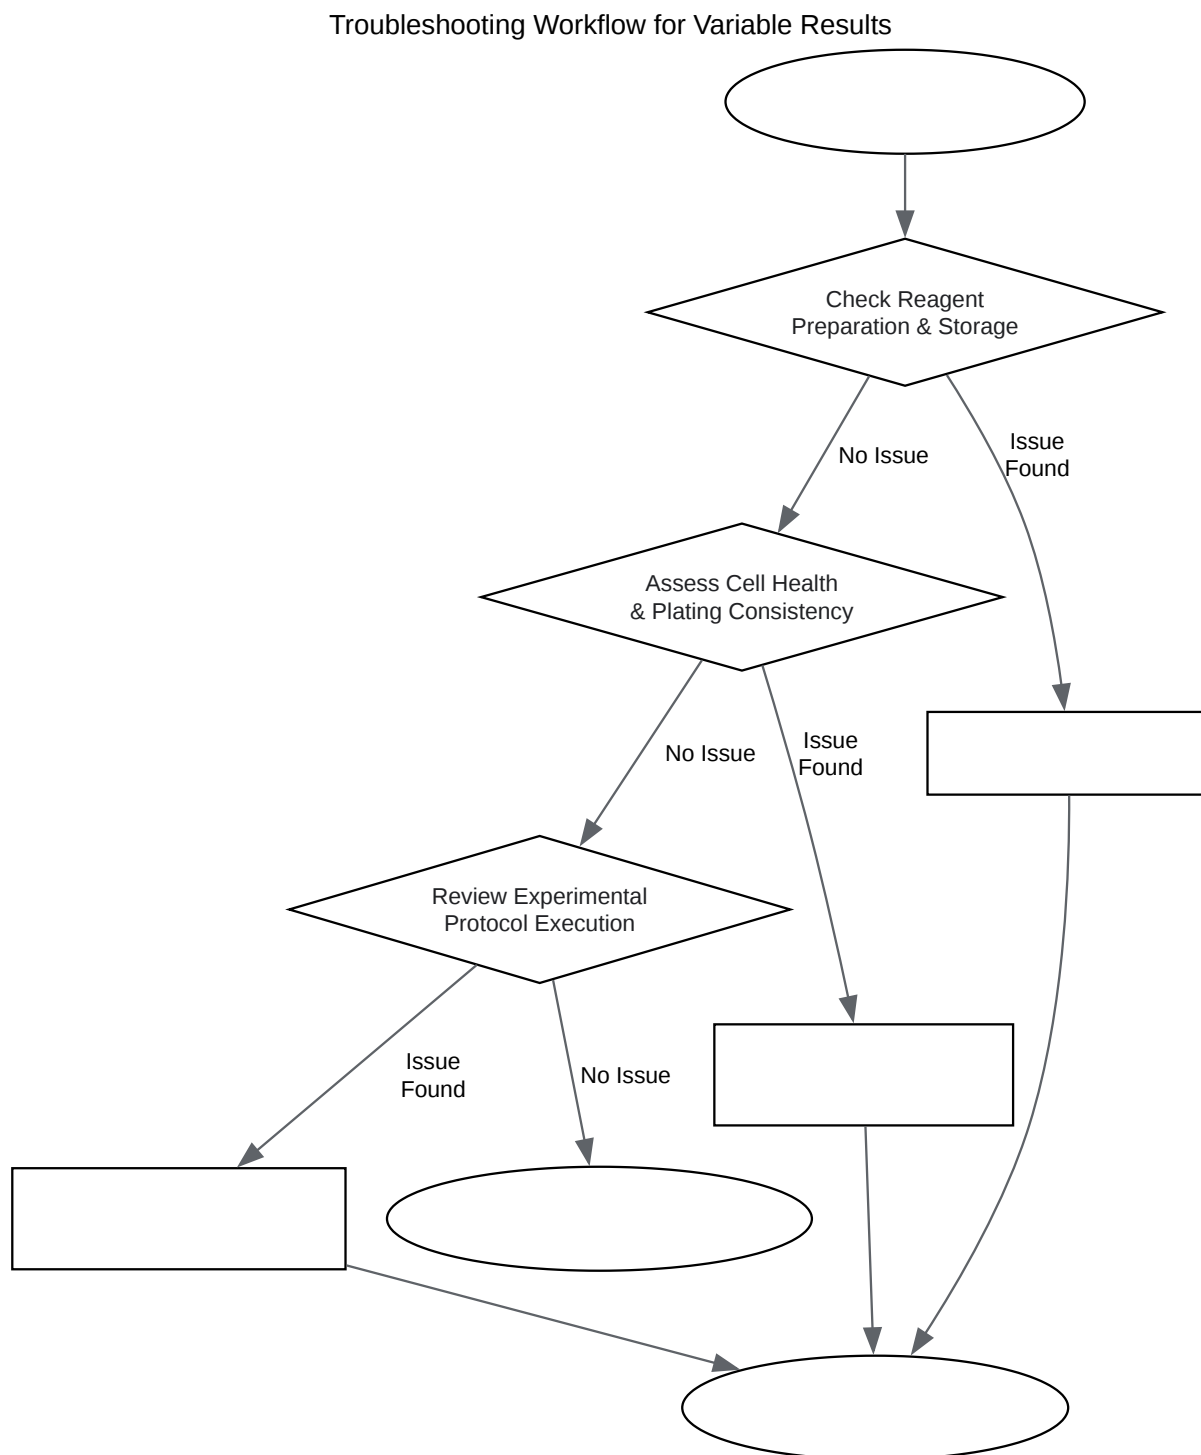 Troubleshooting Workflow for Variable Results
Check Reagent
Preparation & Storage
No Issue
Issue
Found
Assess Cell Health
& Plating Consistency
No Issue
Issue
Found
Review Experimental
Protocol Execution
Issue
Found
No Issue